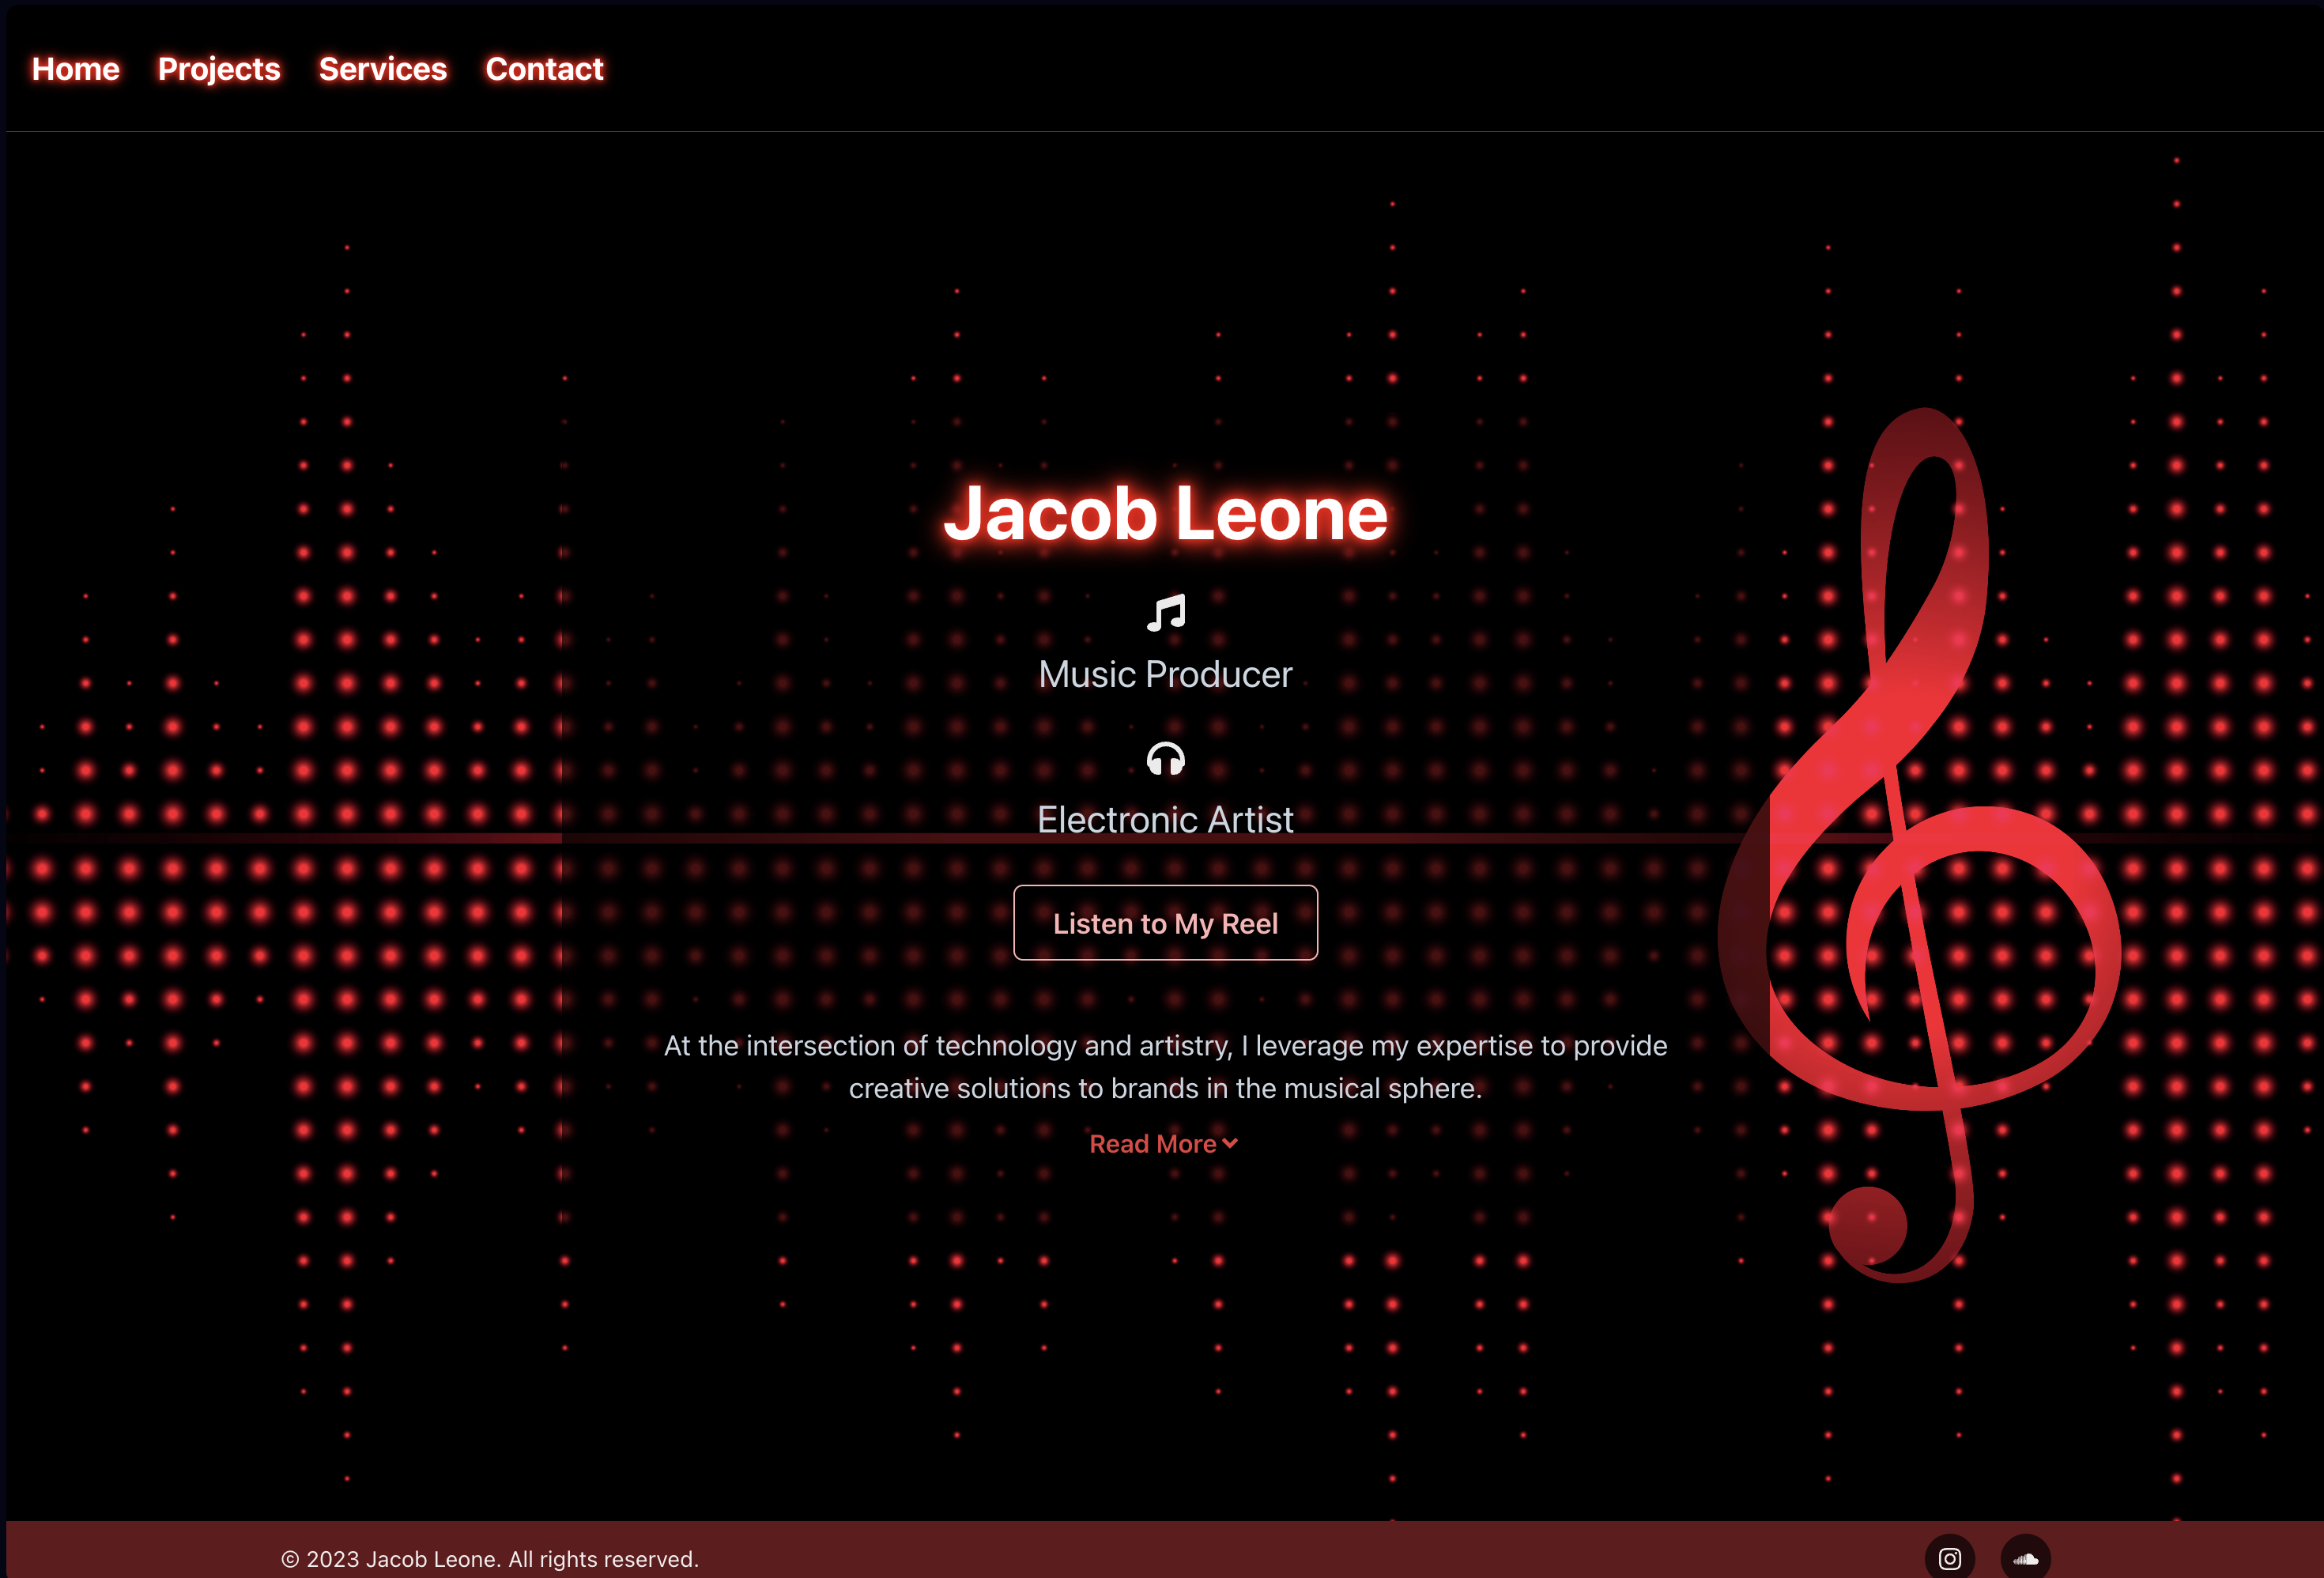 Home Projects Services Contact
Jacob Leone
Music Producer
Electronic Artist
Listen to My Reel
At the intersection of technology and artistry, I leverage my expertise to provide
creative solutions to brands in the musical sphere.
Read More
© 2023 Jacob Leone. All rights reserved.